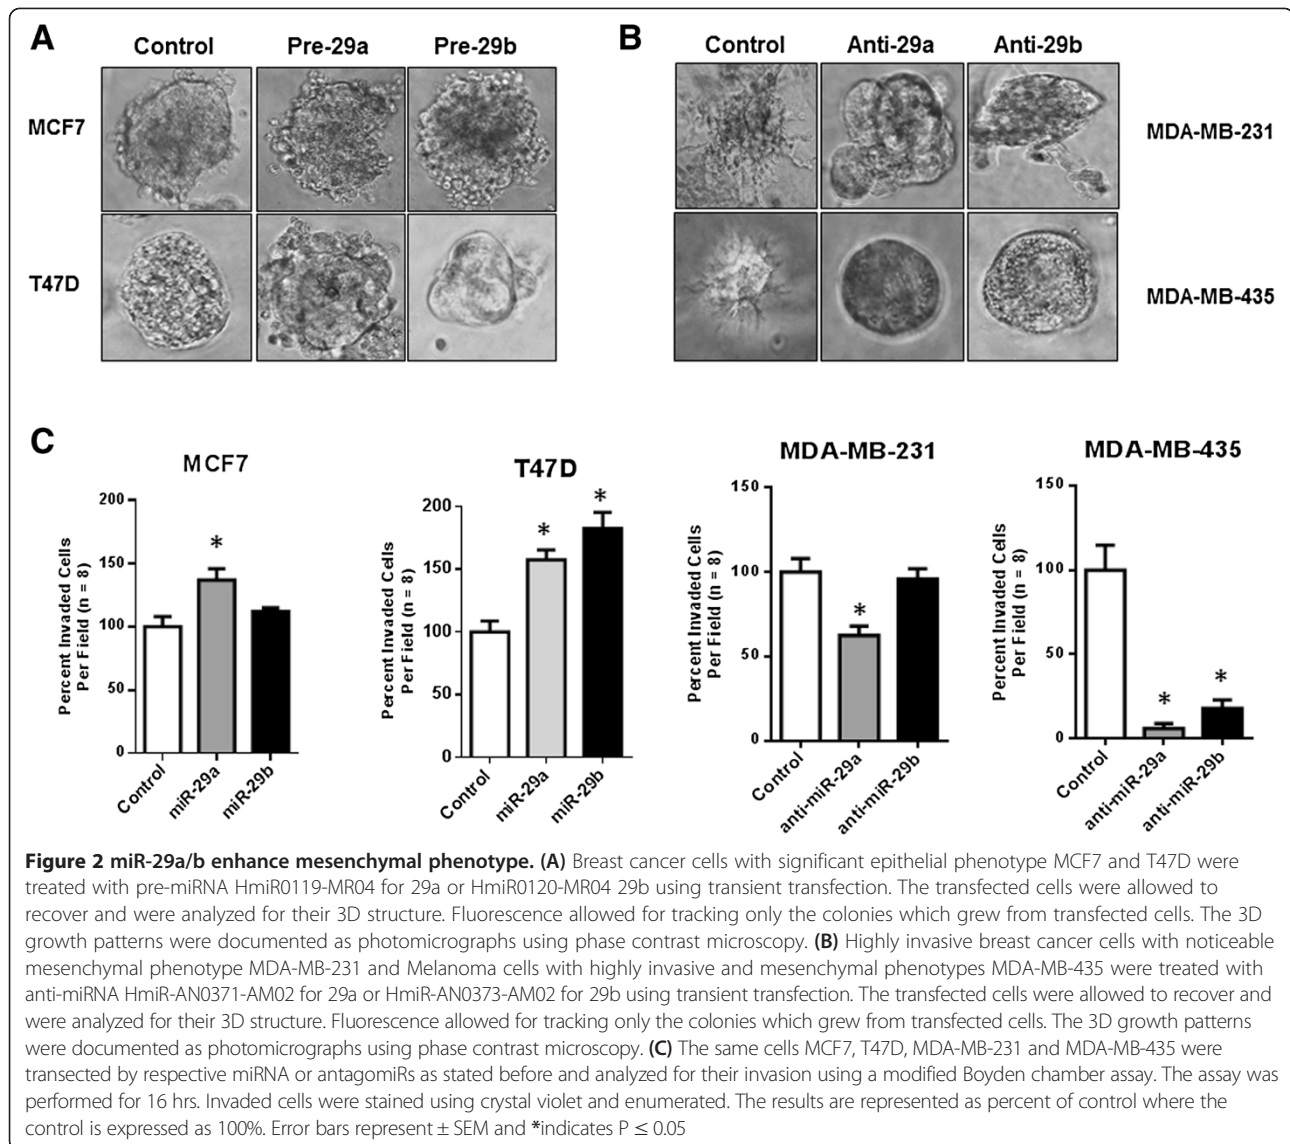 A
Control Pre-29a Pre-29b
MCF7
T47D
B
Control Anti-29a Anti-29b
MDA-MB-231
MDA-MB-435
C
MCF7
Percent Invaded Cells
Per Field (n = 8)
200
150
100
50
0
*
Control miR-29a miR-29b
T47D
Percent Invaded Cells
Per Field (n = 8)
200
150
100
50
0
* *
Control miR-29a miR-29b
MDA-MB-231
Percent Invaded Cells
Per Field (n = 8)
150
100
50
0
*
Control anti-miR-29a anti-miR-29b
MDA-MB-435
Percent Invaded Cells
Per Field (n = 8)
150
100
50
0
* *
Control anti-miR-29a anti-miR-29b
Figure 2 miR-29a/b enhance mesenchymal phenotype. (A) Breast cancer cells with significant epithelial phenotype MCF7 and T47D were
treated with pre-miRNA HmiR0119-MR04 for 29a or HmiR0120-MR04 29b using transient transfection. The transfected cells were allowed to
recover and were analyzed for their 3D structure. Fluorescence allowed for tracking only the colonies which grew from transfected cells. The 3D
growth patterns were documented as photomicrographs using phase contrast microscopy. (B) Highly invasive breast cancer cells with noticeable
mesenchymal phenotype MDA-MB-231 and Melanoma cells with highly invasive and mesenchymal phenotypes MDA-MB-435 were treated with
anti-miRNA HmiR-AN0371-AM02 for 29a or HmiR-AN0373-AM02 for 29b using transient transfection. The transfected cells were allowed to recover and
were analyzed for their 3D structure. Fluorescence allowed for tracking only the colonies which grew from transfected cells. The 3D growth patterns
were documented as photomicrographs using phase contrast microscopy. (C) The same cells MCF7, T47D, MDA-MB-231 and MDA-MB-435 were
transected by respective miRNA or antagomiRs as stated before and analyzed for their invasion using a modified Boyden chamber assay. The assay was
performed for 16 hrs. Invaded cells were stained using crystal violet and enumerated. The results are represented as percent of control where the
control is expressed as 100%. Error bars represent ± SEM and *indicates P ≤ 0.05